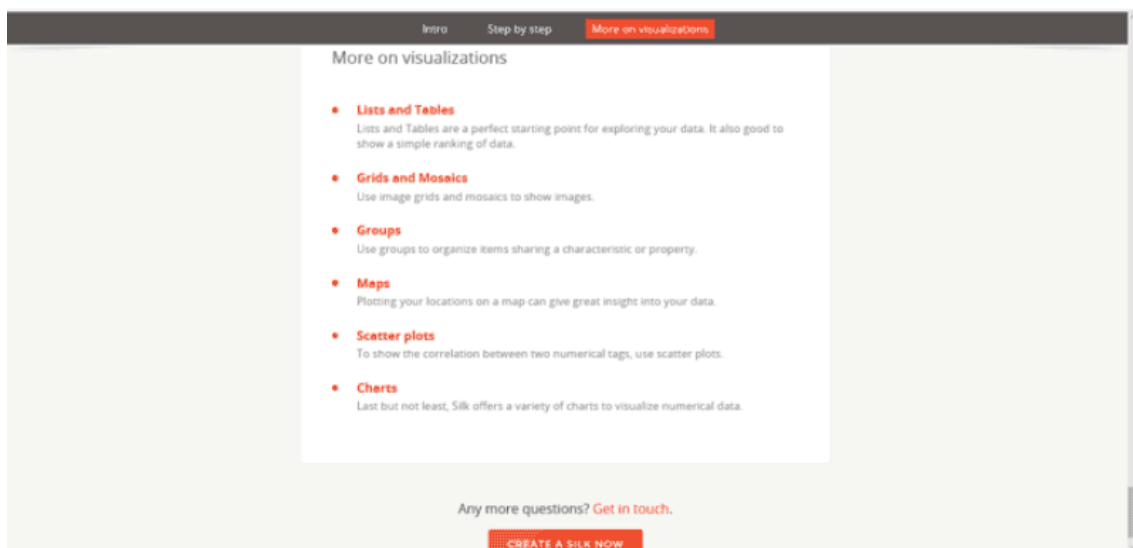 Intro Step by step More on visualizations
More on visualizations
Lists and Tables
Lists and Tables are a perfect starting point for exploring your data. It also good to
show a simple ranking of data.
Grids and Mosaics
Use image grids and mosaics to show images.
Groups
Use groups to organize items sharing a characteristic or property.
Maps
Plotting your locations on a map can give great insight into your data.
Scatter plots
To show the correlation between two numerical tags, use scatter plots.
Charts
Last but not least, Silk offers a variety of charts to visualize numerical data.
Any more questions? Get in touch.
CREATE A SILK NOW